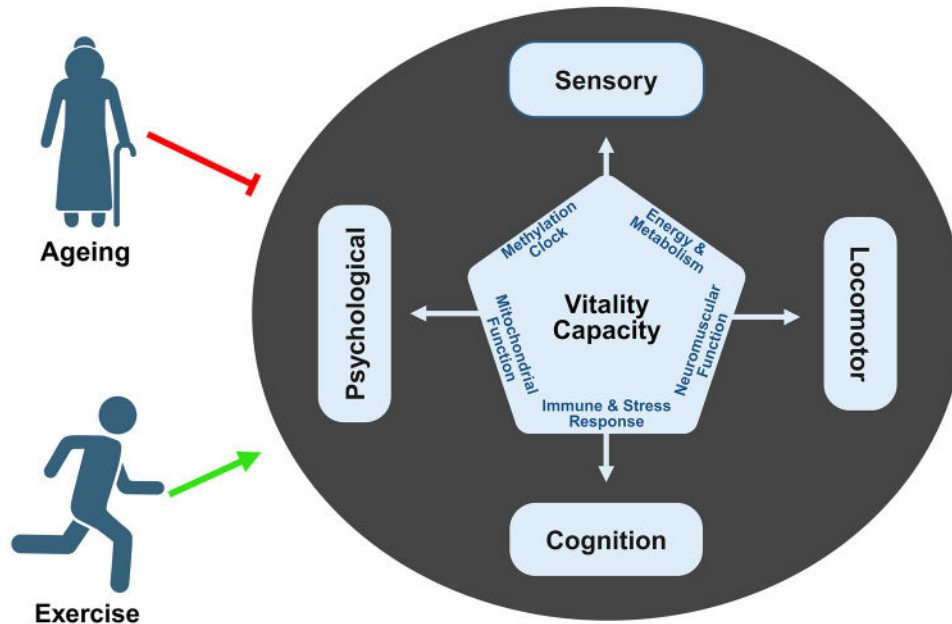 Sensory
Ageing
Psychological
Methylation
Clock
Energy &
Metabolism
Vitality
Capacity
Mitochondrial
Function
Neuromuscular
Function
Immune & Stress
Response
Locomotor
Cognition
Exercise